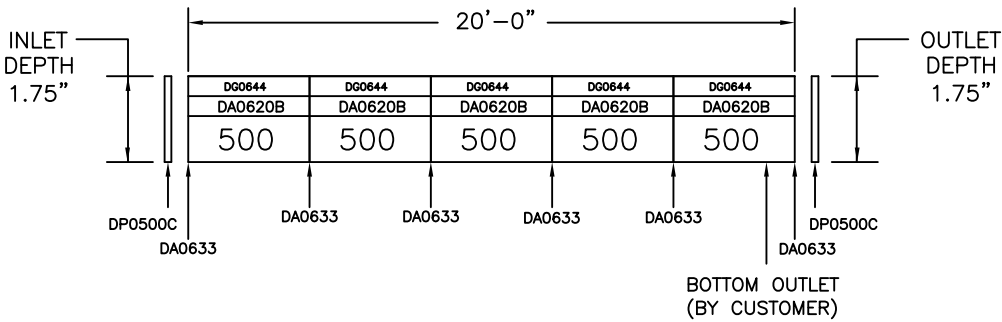 20'-0"
INLET
DEPTH
1.75"
OUTLET
DEPTH
1.75"
DG0644 DG0644 DG0644 DG0644 DG0644
DA0620B DA0620B DA0620B DA0620B DA0620B
500 500 500 500 500
DP0500C
DA0633
DA0633
DA0633
DA0633
DA0633
DA0633
DP0500C
BOTTOM OUTLET
(BY CUSTOMER)